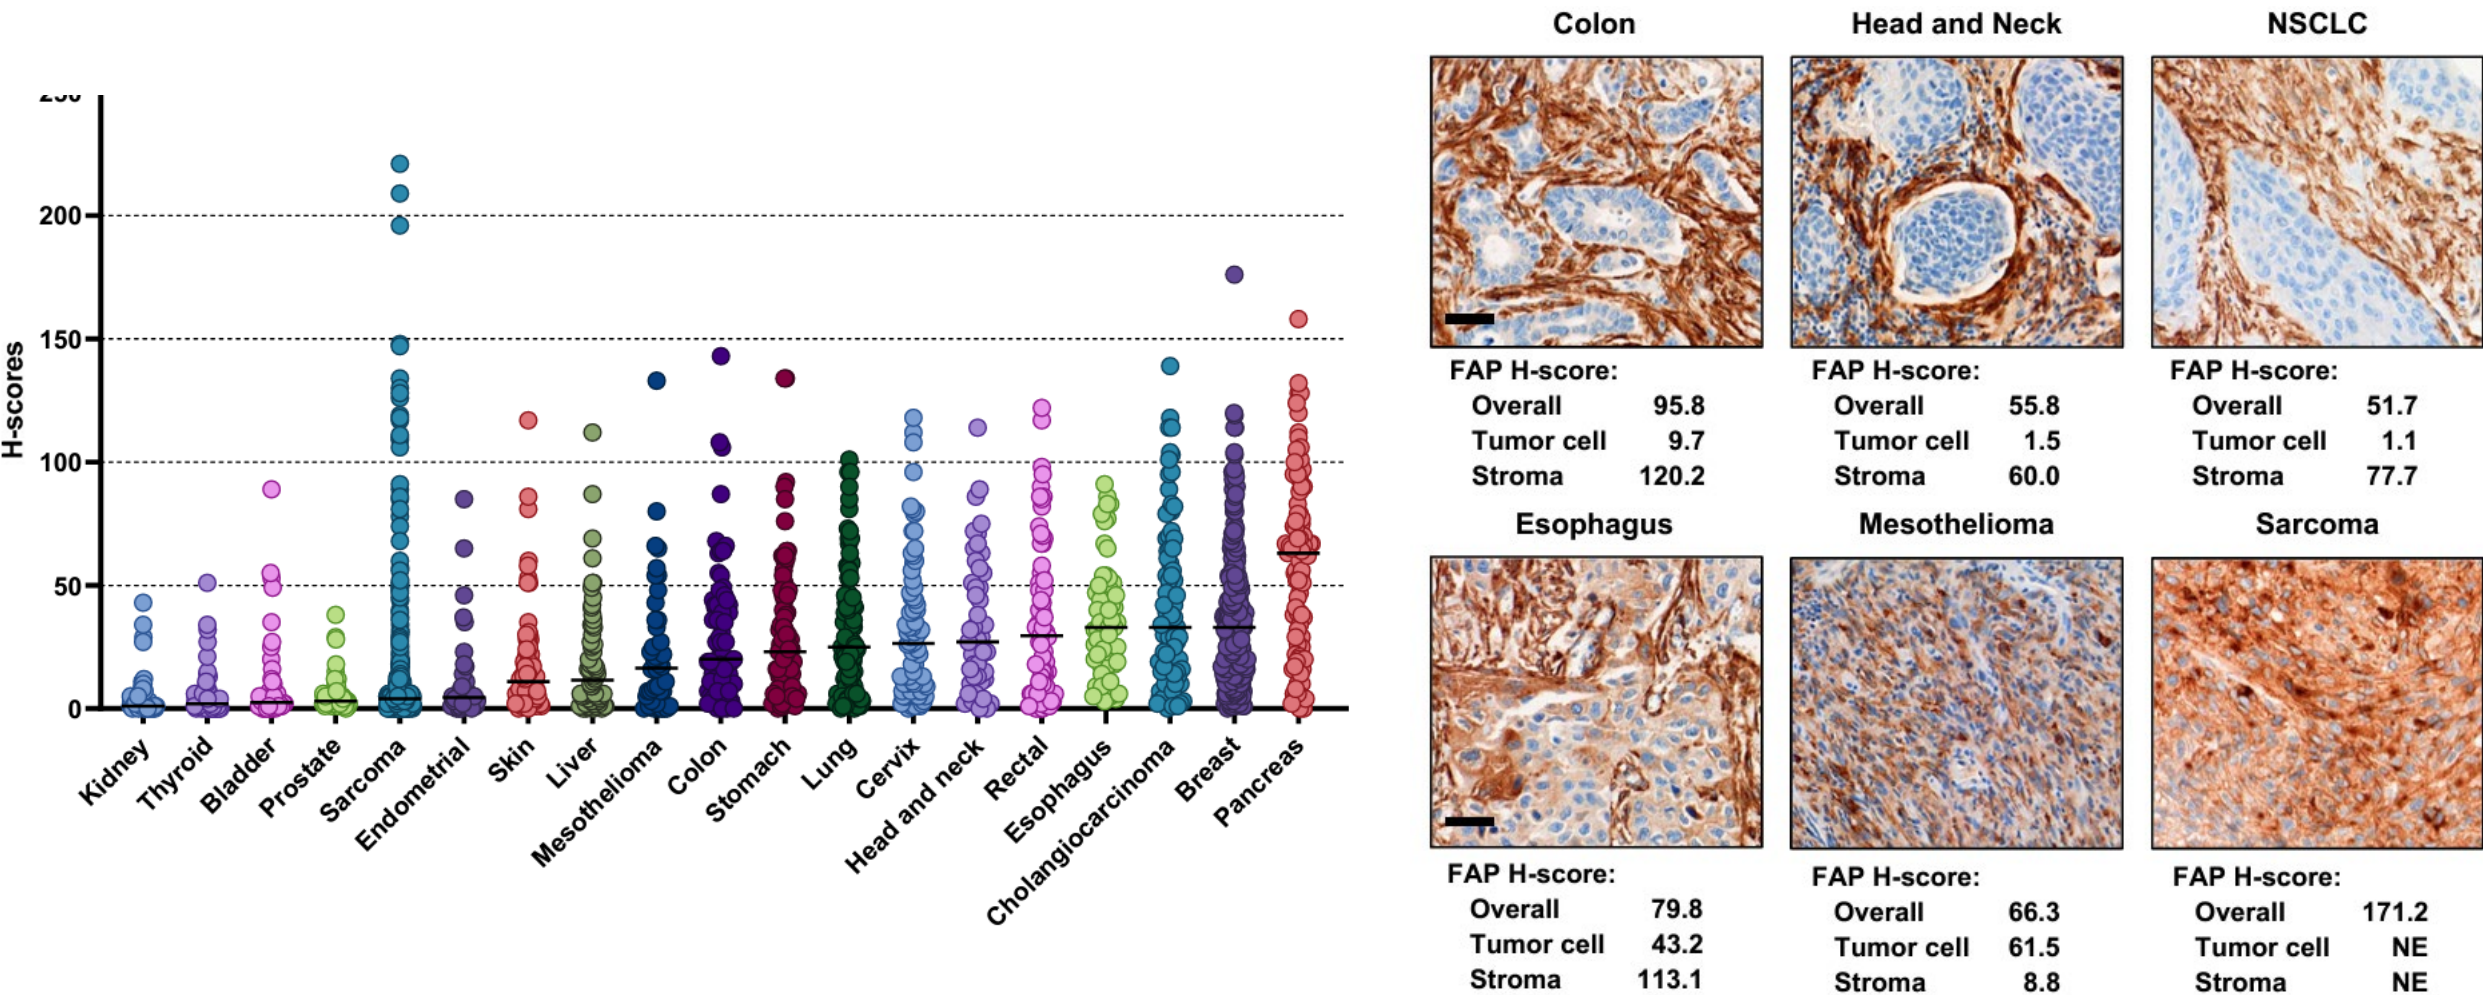 H-scores
200
150
100
50
0
Kidney
Thyroid
Bladder
Prostate
Sarcoma
Endometrial
Skin
Liver
Mesothelioma
Colon
Stomach
Lung
Cervix
Head and neck
Rectal
Esophagus
Cholangiocarcinoma
Breast
Pancreas
Colon
FAP H-score:
Overall 95.8
Tumor cell 9.7
Stroma 120.2
Head and Neck
FAP H-score:
Overall 55.8
Tumor cell 1.5
Stroma 60.0
NSCLC
FAP H-score:
Overall 51.7
Tumor cell 1.1
Stroma 77.7
Esophagus
FAP H-score:
Overall 79.8
Tumor cell 43.2
Stroma 113.1
Mesothelioma
FAP H-score:
Overall 66.3
Tumor cell 61.5
Stroma 8.8
Sarcoma
FAP H-score:
Overall 171.2
Tumor cell NE
Stroma NE